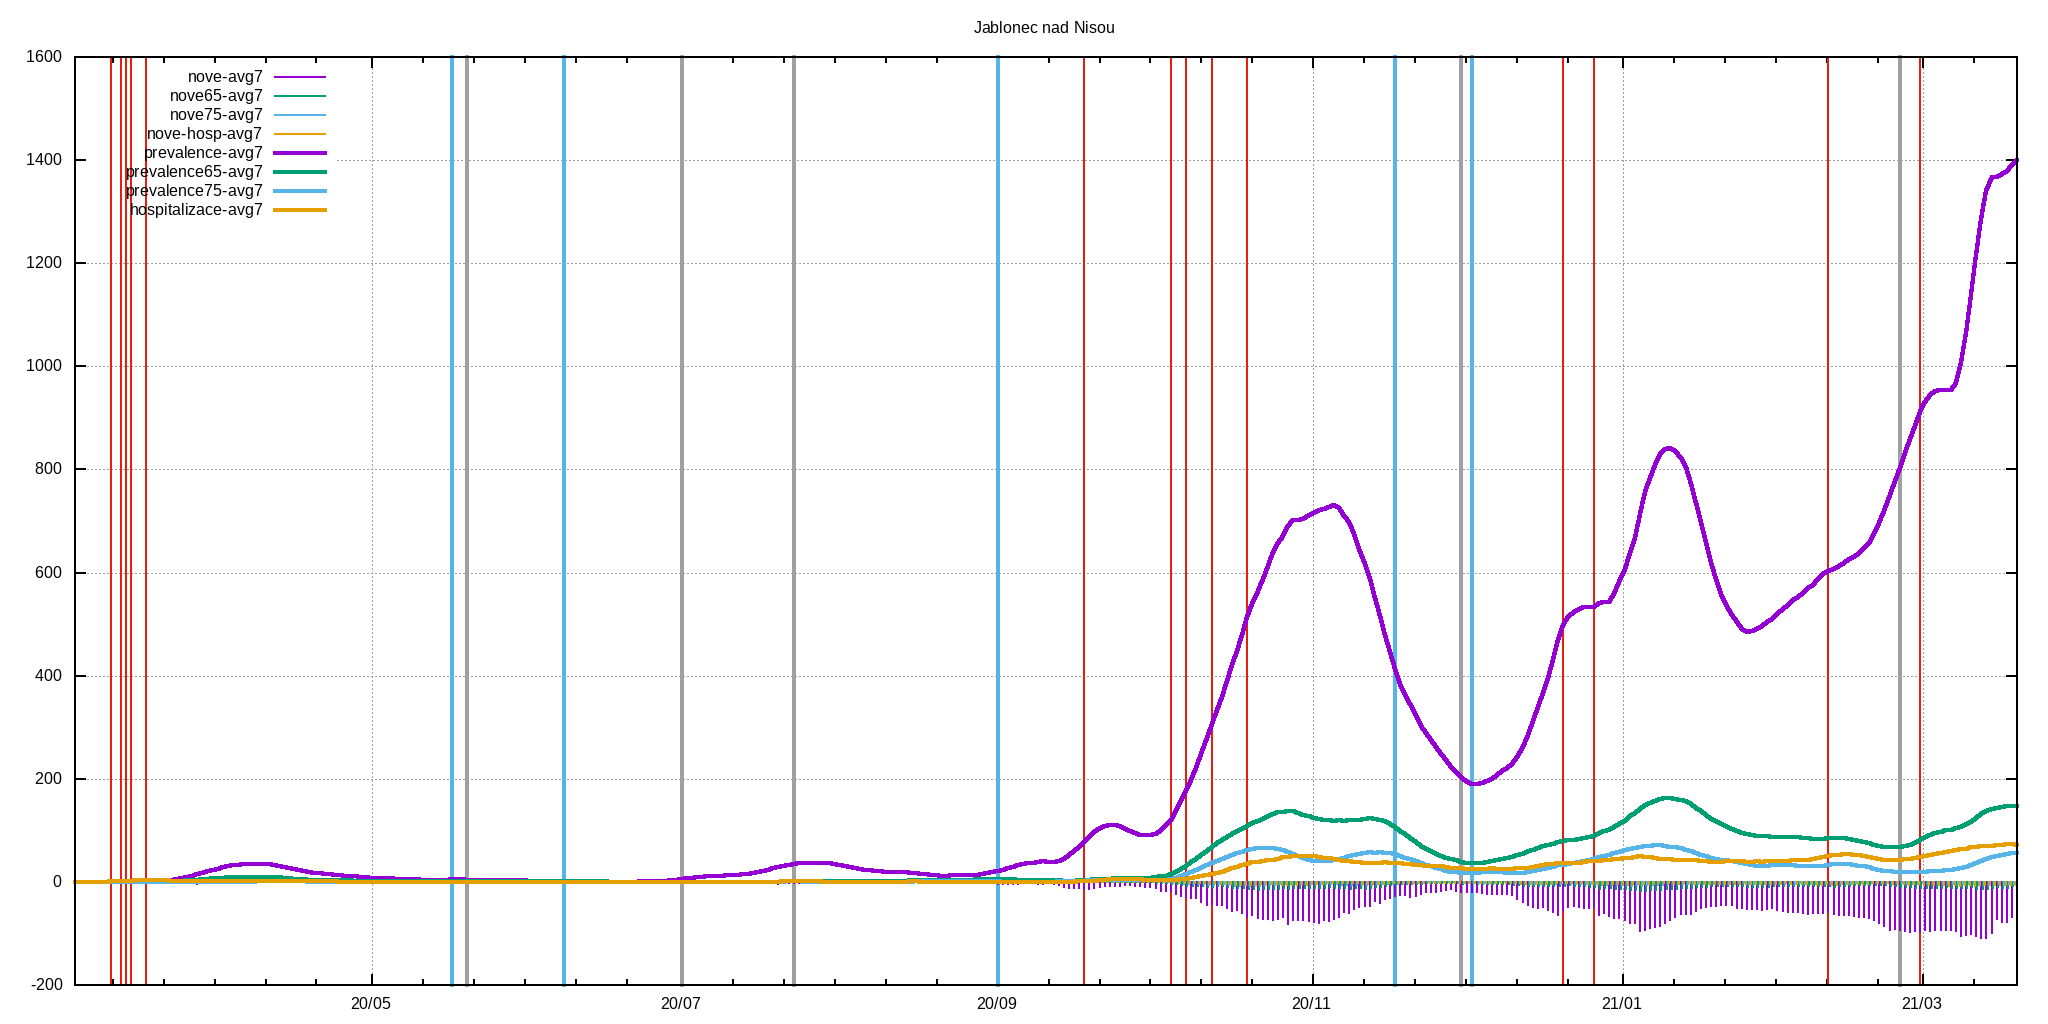 Jablonec nad Nisou
1600
1400
1200
1000
800
600
400
200
0
-200
nove-avg7
nove65-avg7
nove75-avg7
nove-hosp-avg7
prevalence-avg7
prevalence65-avg7
prevalence75-avg7
hospitalizace-avg7
20/05 20/07 20/09 20/11 21/01 21/03